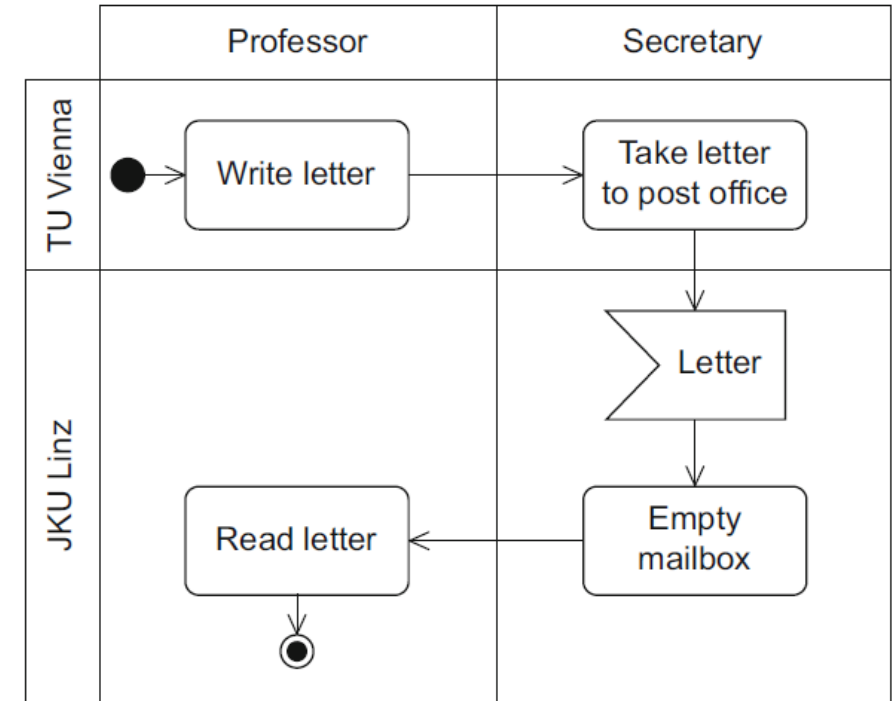 Professor
Secretary
TU Vienna
Write letter
Take letter
to post office
JKU Linz
Letter
Read letter
Empty
mailbox